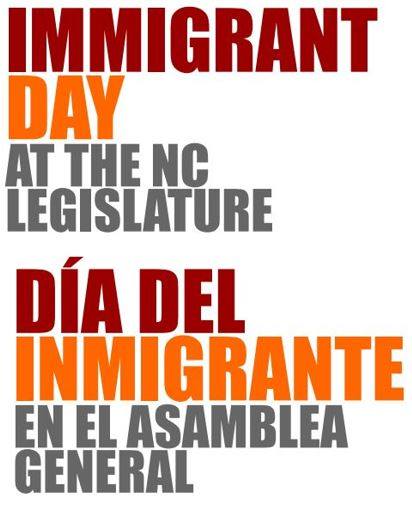 IMMIGRANT
DAY
AT THE NC
LEGISLATURE
DÍA DEL
INMIGRANTE
EN EL ASAMBLEA
GENERAL